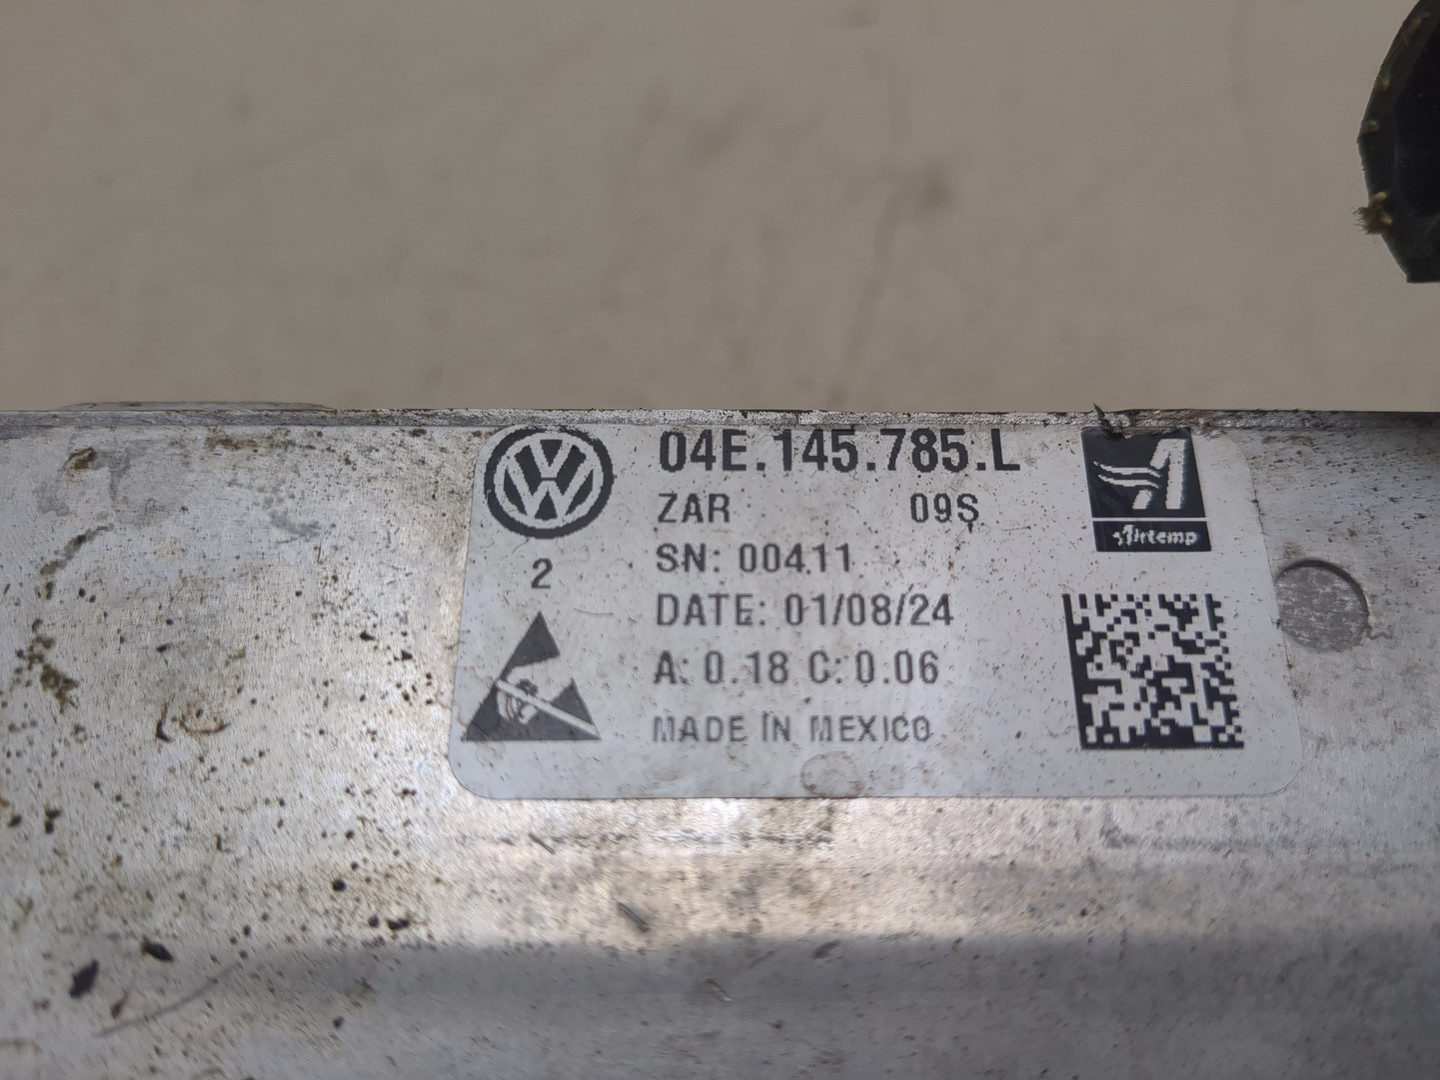 04E.145.785.L
ZAR 09S
SN: 00411
2
DATE: 01/08/24
A: 0.18 C: 0.06
MADE IN MEXICO
Airtemp